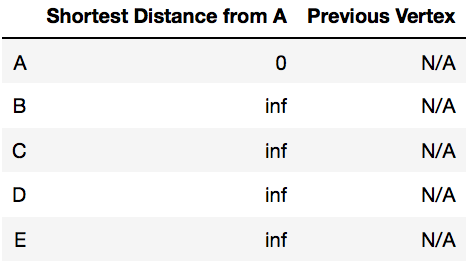 Shortest Distance from A Previous Vertex
A 0 N/A
B inf N/A
C inf N/A
D inf N/A
E inf N/A